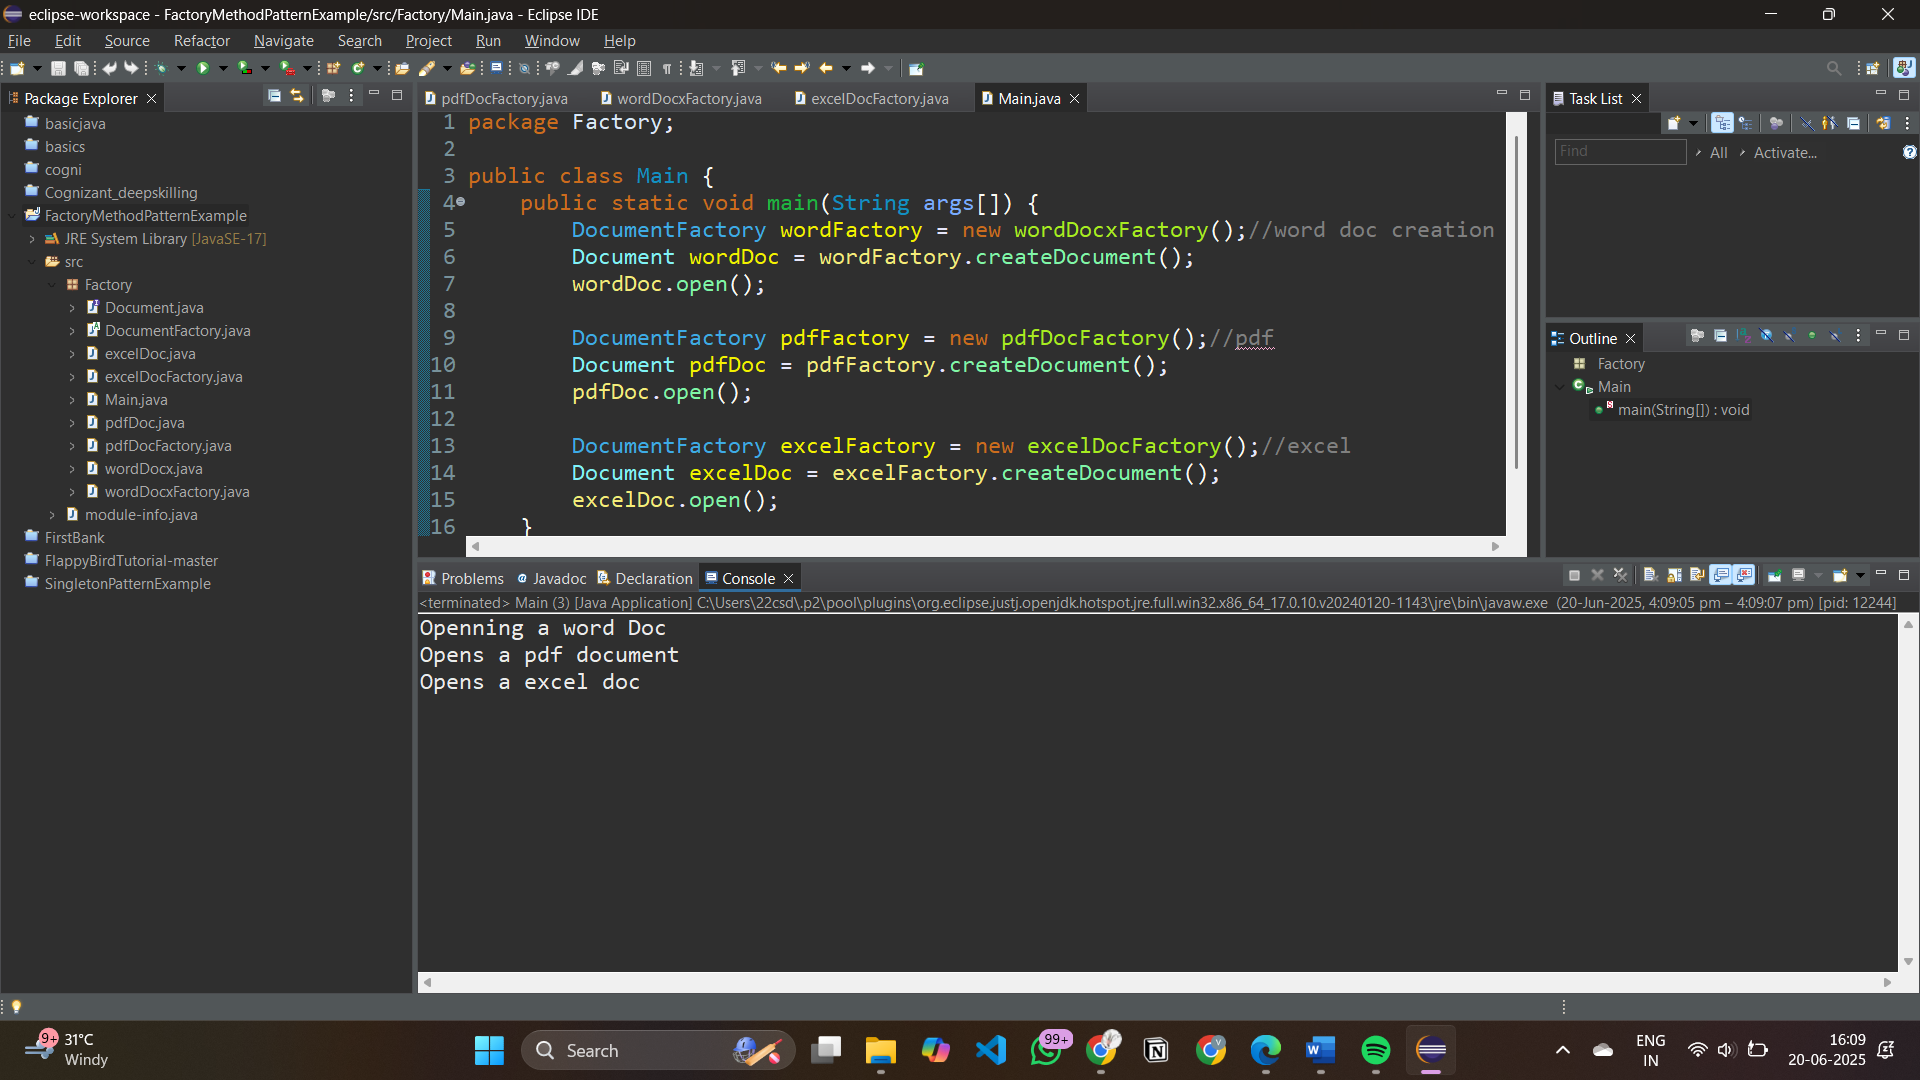 eclipse-workspace - FactoryMethodPatternExample/src/Factory/Main.java - Eclipse IDE
File Edit Source Refactor Navigate Search Project Run Window Help
Package Explorer
basicjava
basics
cogni
Cognizant_deepskilling
FactoryMethodPatternExample
JRE System Library [JavaSE-17]
src
Factory
Document.java
DocumentFactory.java
excelDoc.java
excelDocFactory.java
Main.java
pdfDoc.java
pdfDocFactory.java
wordDocx.java
wordDocxFactory.java
module-info.java
FirstBank
FlappyBirdTutorial-master
SingletonPatternExample
pdfDocFactory.java wordDocxFactory.java excelDocFactory.java Main.java
1 package Factory;
2
3 public class Main {
4 public static void main(String args[]) {
5 DocumentFactory wordFactory = new wordDocxFactory();//word doc creation
6 Document wordDoc = wordFactory.createDocument();
7 wordDoc.open();
8
9 DocumentFactory pdfFactory = new pdfDocFactory();//pdf
10 Document pdfDoc = pdfFactory.createDocument();
11 pdfDoc.open();
12
13 DocumentFactory excelFactory = new excelDocFactory();//excel
14 Document excelDoc = excelFactory.createDocument();
15 excelDoc.open();
16 }
Task List
Find All Activate...
Outline
Factory
Main
main(String[]) : void
Problems Javadoc Declaration Console
<terminated> Main (3) [Java Application] C:\Users\22csd\.p2\pool\plugins\org.eclipse.justj.openjdk.hotspot.jre.full.win32.x86_64_17.0.10.v20240120-1143\jre\bin\javaw.exe (20-Jun-2025, 4:09:05 pm – 4:09:07 pm) [pid: 12244]
Openning a word Doc
Opens a pdf document
Opens a excel doc
9+
31°C
Windy
Search
99+
ENG
IN
16:09
20-06-2025